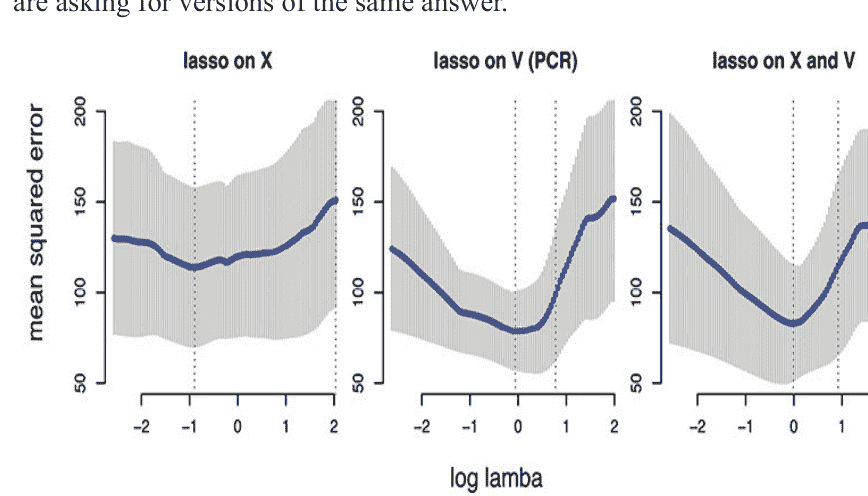 are asking for versions of the same answer.
lasso on X
lasso on V (PCR)
lasso on X and V
mean squared error
200
150
100
50
200
150
100
50
200
150
100
50
-2 -1 0 1 2
-2 -1 0 1 2
-2 -1 0 1
log lamba